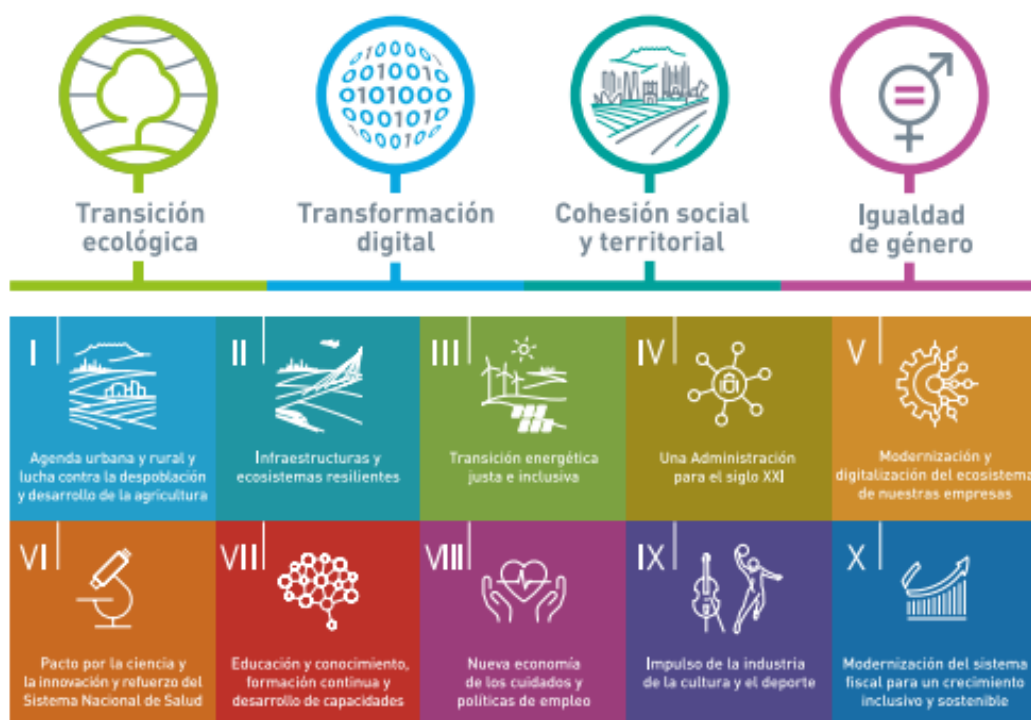 Transición
ecológica
Transformación
digital
Cohesión social
y territorial
Igualdad
de género
I
Agenda urbana y rural y
lucha contra la despoblación
y desarrollo de la agricultura
II
Infraestructuras y
ecosistemas resilientes
III
Transición energética
justa e inclusiva
IV
Una Administración
para el siglo XXI
V
Modernización y
digitalización del ecosistema
de nuestras empresas
VI
Pacto por la ciencia y
la innovación y refuerzo del
Sistema Nacional de Salud
VII
Educación y conocimiento,
formación continua y
desarrollo de capacidades
VIII
Nueva economía
de los cuidados y
políticas de empleo
IX
Impulso de la industria
de la cultura y el deporte
X
Modernización del sistema
fiscal para un crecimiento
inclusivo y sostenible